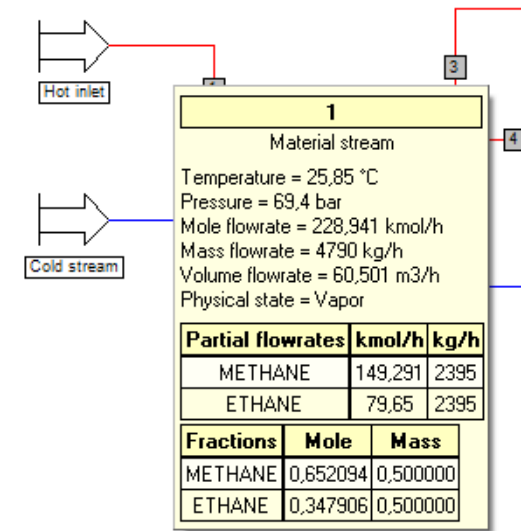 Hot inlet
3
4
Cold stream
1
Material stream
Temperature = 25,85 °C
Pressure = 69,4 bar
Mole flowrate = 228,941 kmol/h
Mass flowrate = 4790 kg/h
Volume flowrate = 60,501 m3/h
Physical state = Vapor
Partial flowrates kmol/h kg/h
METHANE 149,291 2395
ETHANE 79,65 2395
Fractions Mole Mass
METHANE 0,652094 0,500000
ETHANE 0,347906 0,500000